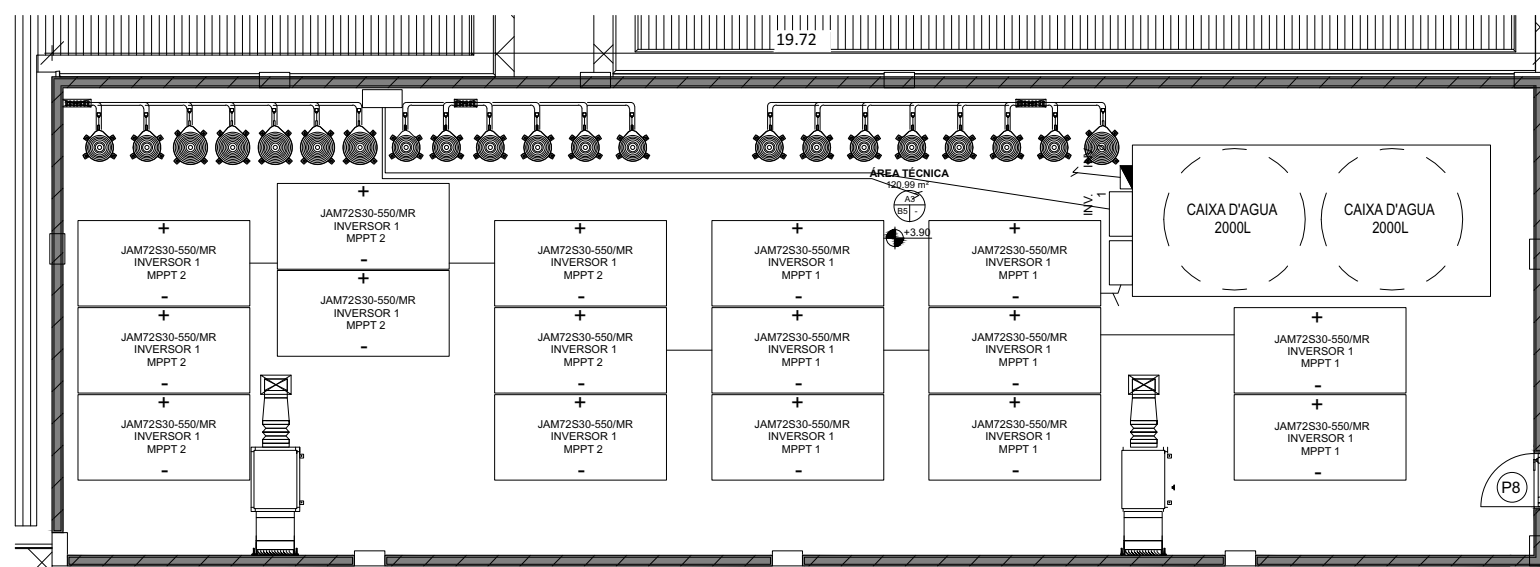 19.72
ÁREA TÉCNICA
120.99 m²
A3
B5 -
+3.90
INV.
INV. 1
CAIXA D'AGUA
2000L
CAIXA D'AGUA
2000L
+
JAM72S30-550/MR
INVERSOR 1
MPPT 2
-
+
JAM72S30-550/MR
INVERSOR 1
MPPT 2
-
+
JAM72S30-550/MR
INVERSOR 1
MPPT 2
-
+
JAM72S30-550/MR
INVERSOR 1
MPPT 2
-
+
JAM72S30-550/MR
INVERSOR 1
MPPT 2
-
+
JAM72S30-550/MR
INVERSOR 1
MPPT 2
-
+
JAM72S30-550/MR
INVERSOR 1
MPPT 2
-
+
JAM72S30-550/MR
INVERSOR 1
MPPT 2
-
+
JAM72S30-550/MR
INVERSOR 1
MPPT 1
-
+
JAM72S30-550/MR
INVERSOR 1
MPPT 1
-
+
JAM72S30-550/MR
INVERSOR 1
MPPT 1
-
+
JAM72S30-550/MR
INVERSOR 1
MPPT 1
-
+
JAM72S30-550/MR
INVERSOR 1
MPPT 1
-
+
JAM72S30-550/MR
INVERSOR 1
MPPT 1
-
+
JAM72S30-550/MR
INVERSOR 1
MPPT 1
-
+
JAM72S30-550/MR
INVERSOR 1
MPPT 1
-
P8